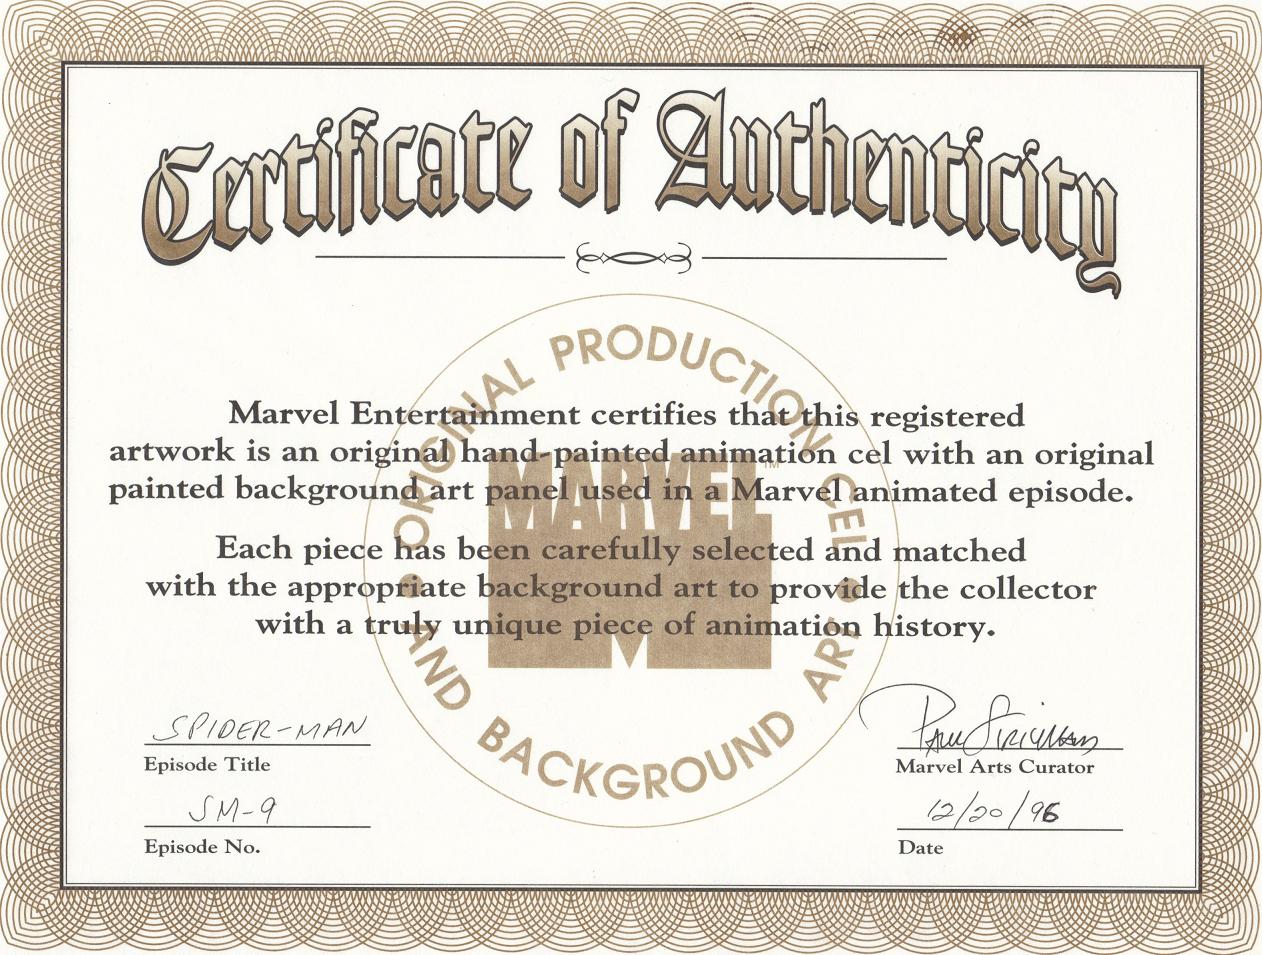 Certificate of Authenticity
ORIGINAL PRODUCTION CEL
AND BACKGROUND ART
MARVEL™
Marvel Entertainment certifies that this registered
artwork is an original hand-painted animation cel with an original
painted background art panel used in a Marvel animated episode.
Each piece has been carefully selected and matched
with the appropriate background art to provide the collector
with a truly unique piece of animation history.
SPIDER-MAN
Episode Title
SM-9
Episode No.
Paul
Marvel Arts Curator
12/20/96
Date